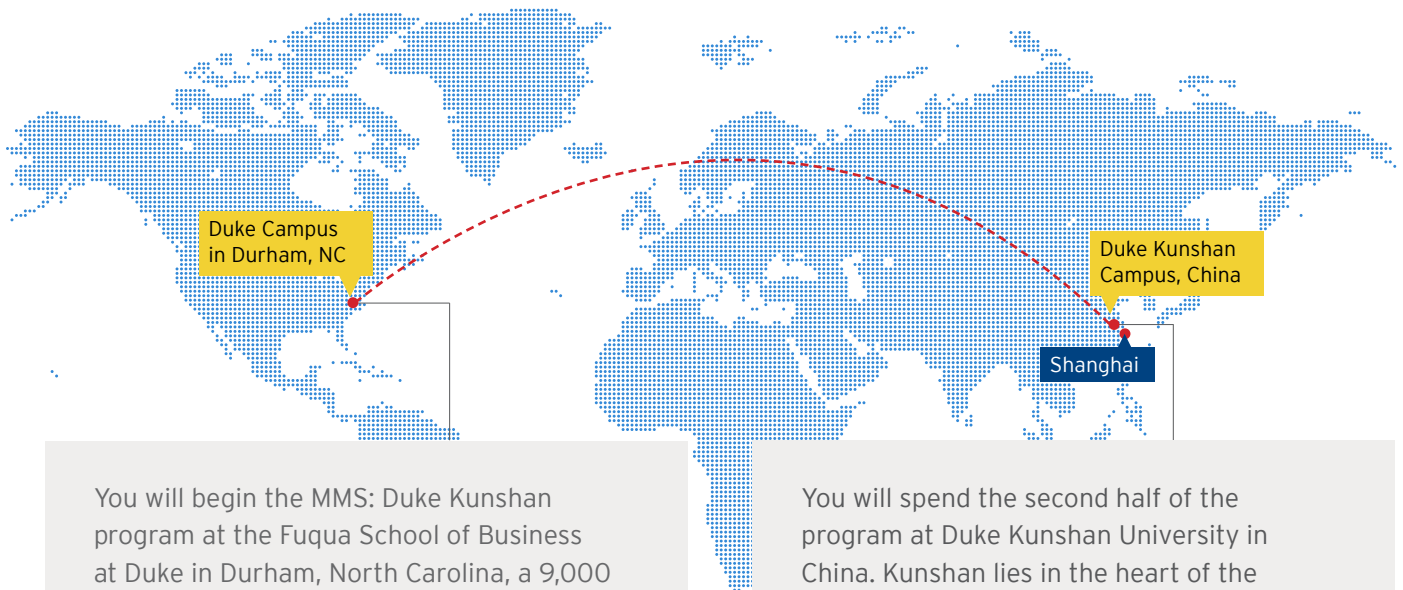 Duke Campus
in Durham, NC
Duke Kunshan
Campus, China
Shanghai
You will begin the MMS: Duke Kunshan
program at the Fuqua School of Business
at Duke in Durham, North Carolina, a 9,000
You will spend the second half of the
program at Duke Kunshan University in
China. Kunshan lies in the heart of the